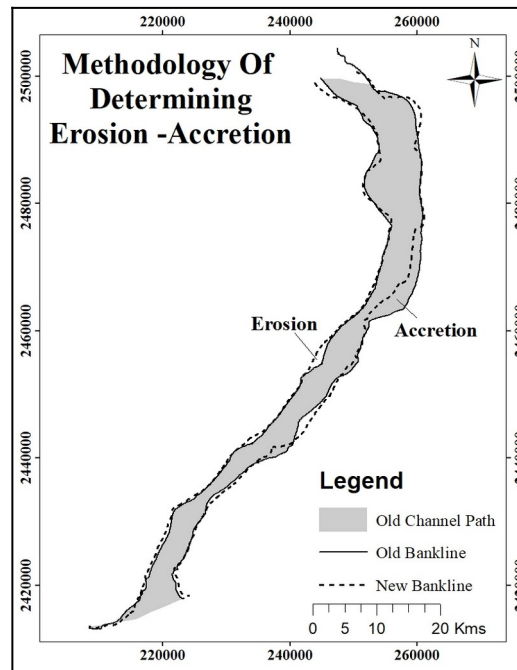 220000 240000 260000
Methodology Of
Determining
Erosion -Accretion
N
2500000
2480000
2460000
2440000
2420000
Erosion
Accretion
Legend
Old Channel Path
Old Bankline
New Bankline
0 5 10 20 Kms
220000 240000 260000